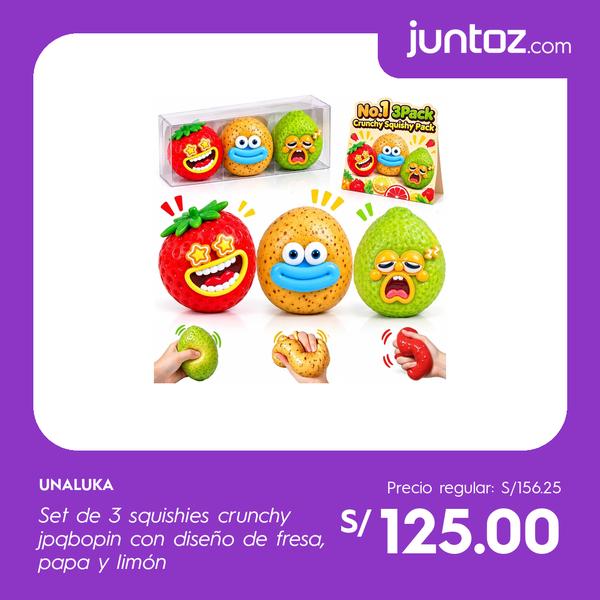 juntoz.com
No.1 3Pack
Crunchy Squishy Pack
UNALUKA
Set de 3 squishies crunchy
jpqbopin con diseño de fresa,
papa y limón
Precio regular: S/156.25
S/125.00